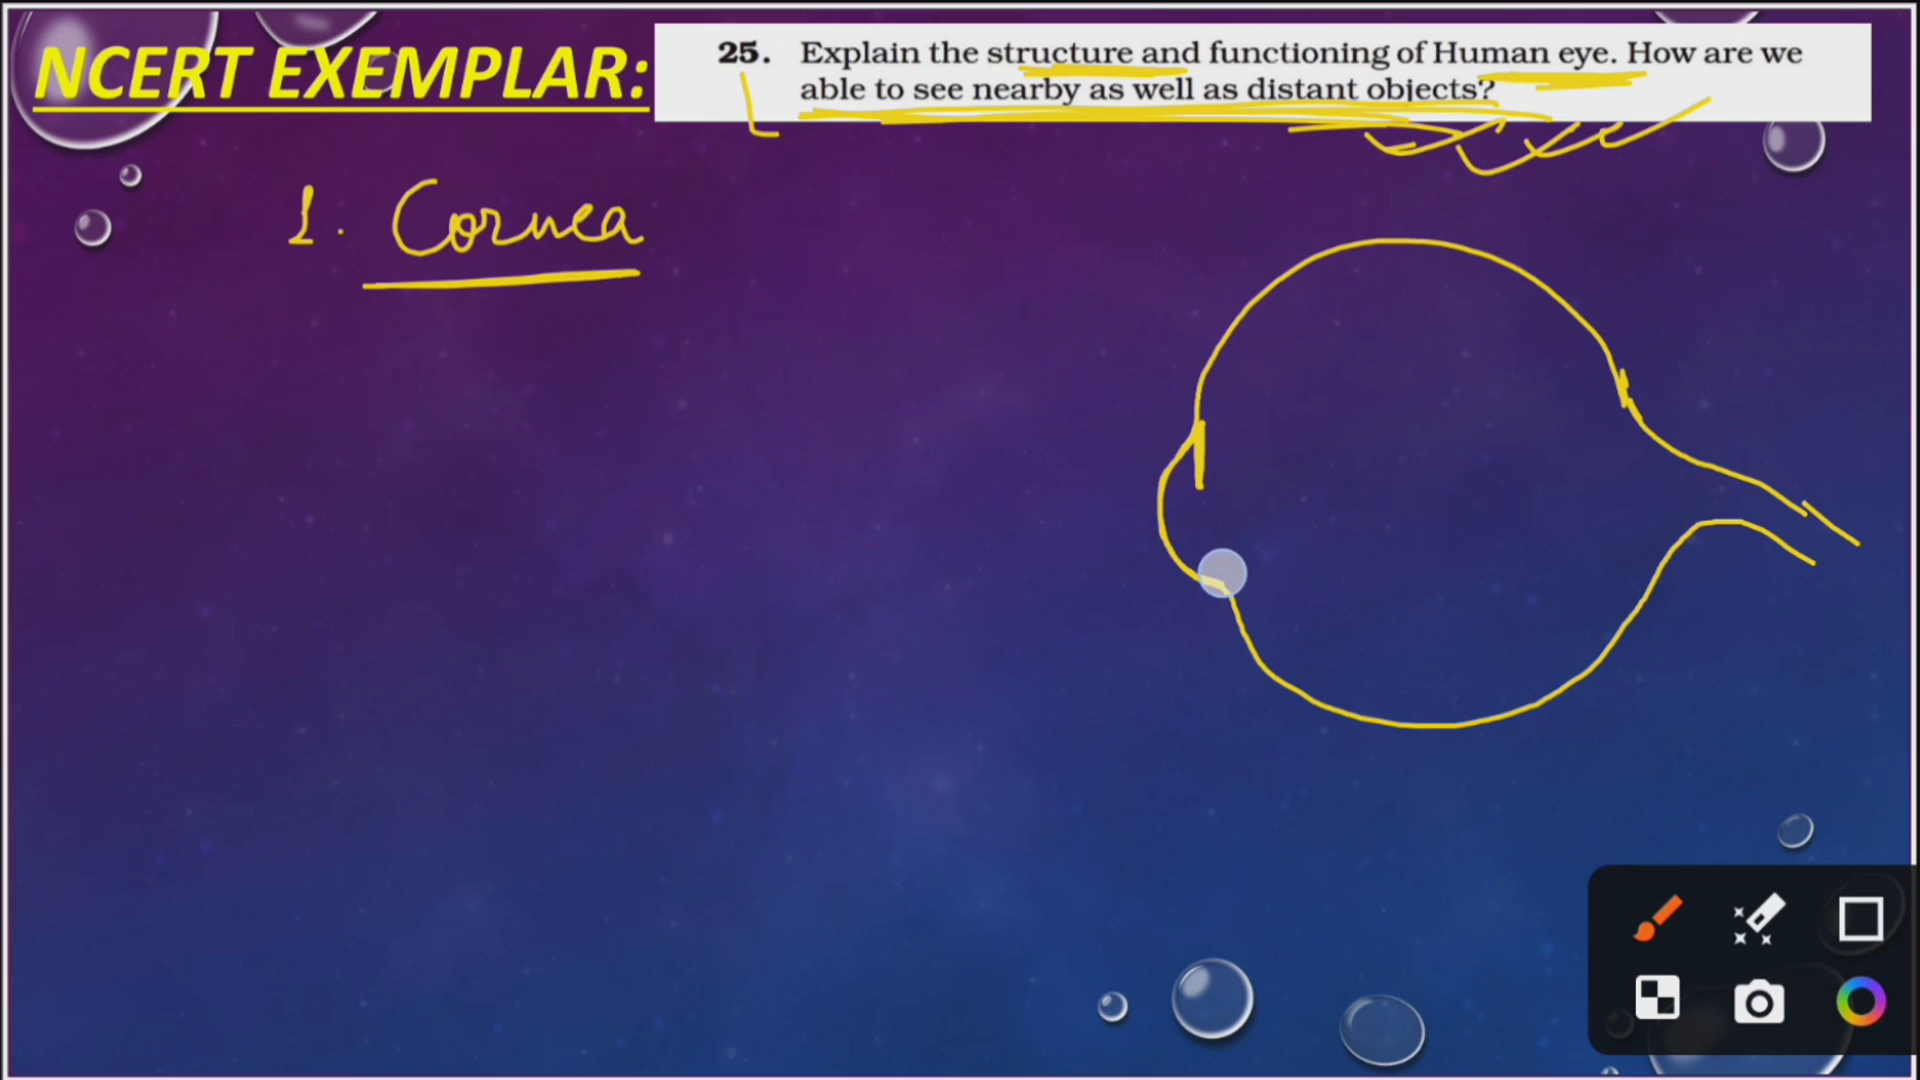 NCERT EXEMPLAR:
25. Explain the structure and functioning of Human eye. How are we
able to see nearby as well as distant objects?
1. Cornea